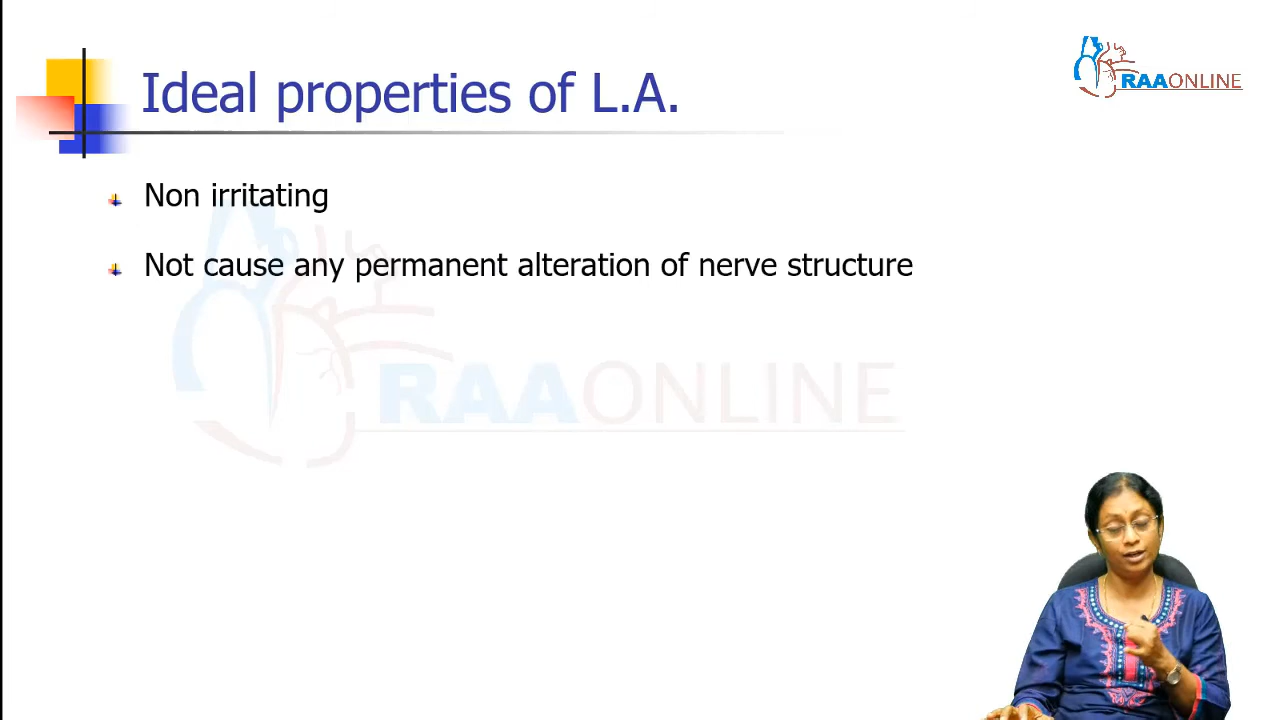 Ideal properties of L.A.
RAAONLINE
Non irritating
Not cause any permanent alteration of nerve structure
RAAONLINE